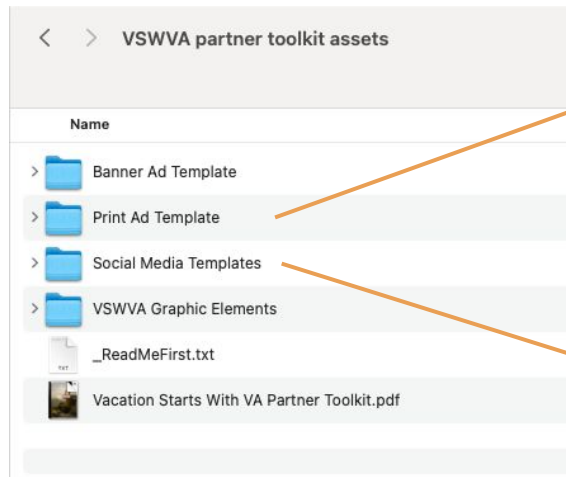 VSWVA partner toolkit assets
Name
Banner Ad Template
Print Ad Template
Social Media Templates
VSWVA Graphic Elements
_ReadMeFirst.txt
TXT
Vacation Starts With VA Partner Toolkit.pdf